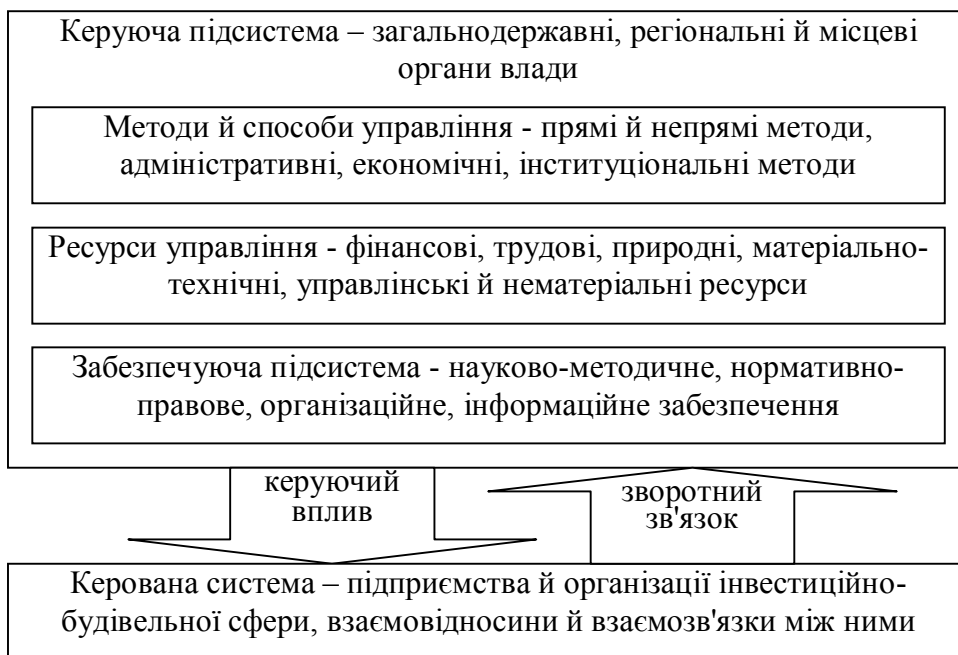 Керуюча підсистема – загальнодержавні, регіональні й місцеві
органи влади
Методи й способи управління - прямі й непрямі методи,
адміністративні, економічні, інституціональні методи
Ресурси управління - фінансові, трудові, природні, матеріально-
технічні, управлінські й нематеріальні ресурси
Забезпечуюча підсистема - науково-методичне, нормативно-
правове, організаційне, інформаційне забезпечення
керуючий
вплив
зворотний
зв'язок
Керована система – підприємства й організації інвестиційно-
будівельної сфери, взаємовідносини й взаємозв'язки між ними